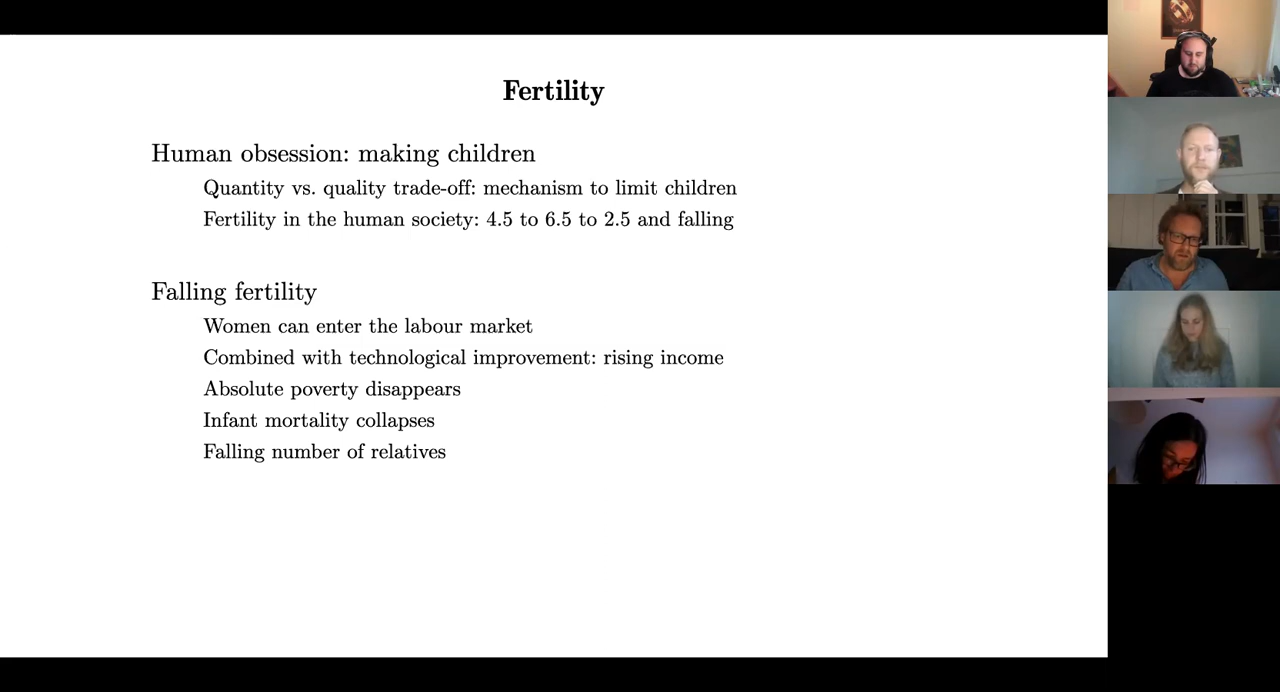 Fertility
Human obsession: making children
Quantity vs. quality trade-off: mechanism to limit children
Fertility in the human society: 4.5 to 6.5 to 2.5 and falling
Falling fertility
Women can enter the labour market
Combined with technological improvement: rising income
Absolute poverty disappears
Infant mortality collapses
Falling number of relatives